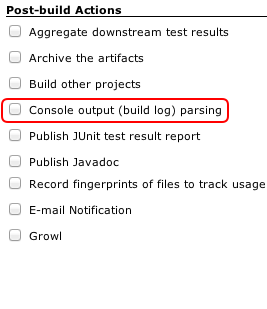 Post-build Actions
Aggregate downstream test results
Archive the artifacts
Build other projects
Console output (build log) parsing
Publish JUnit test result report
Publish Javadoc
Record fingerprints of files to track usage
E-mail Notification
Growl